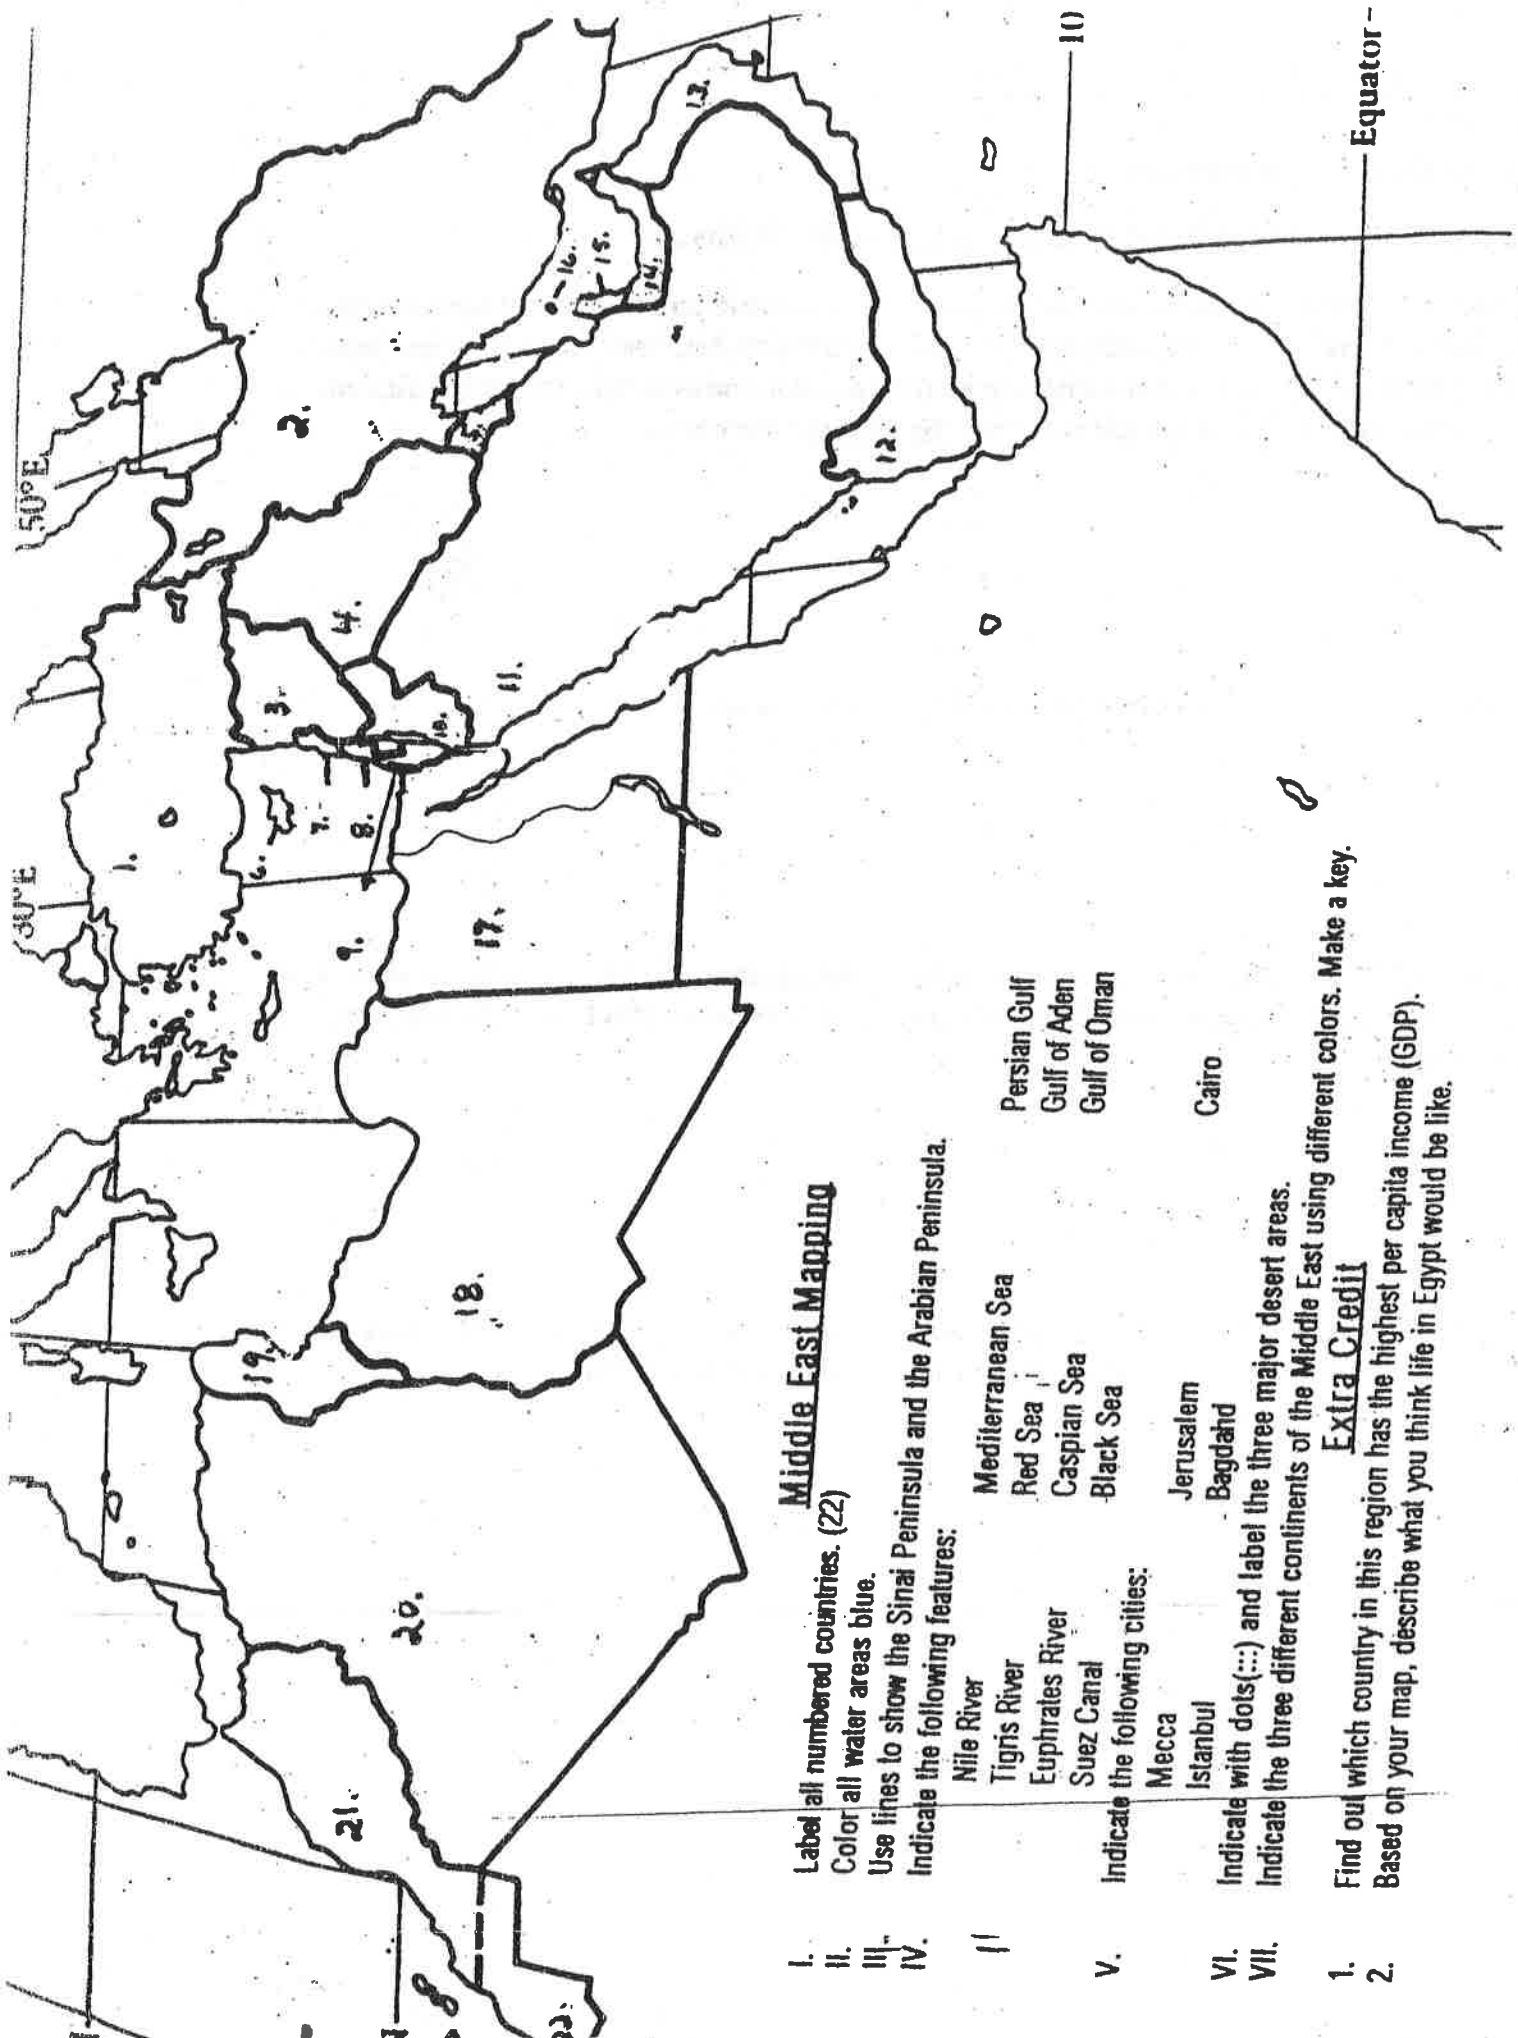 30°E
50°E
1.
2.
3.
4.
5.
6.
7.
8.
9.
10.
11.
12.
13.
14.
15.
16.
17.
18.
19.
20.
21.
22.
10
Equator
Middle East Mapping
I. Label all numbered countries. (22)
II. Color all water areas blue.
III. Use lines to show the Sinai Peninsula and the Arabian Peninsula.
IV. Indicate the following features:
Nile River Mediterranean Sea Persian Gulf
Tigris River Red Sea Gulf of Aden
Euphrates River Caspian Sea Gulf of Oman
Suez Canal Black Sea
V. Indicate the following cities:
Mecca Jerusalem Cairo
Istanbul Bagdahd
VI. Indicate with dots(:::) and label the three major desert areas.
VII. Indicate the three different continents of the Middle East using different colors. Make a key.
Extra Credit
1. Find out which country in this region has the highest per capita income (GDP).
2. Based on your map, describe what you think life in Egypt would be like.